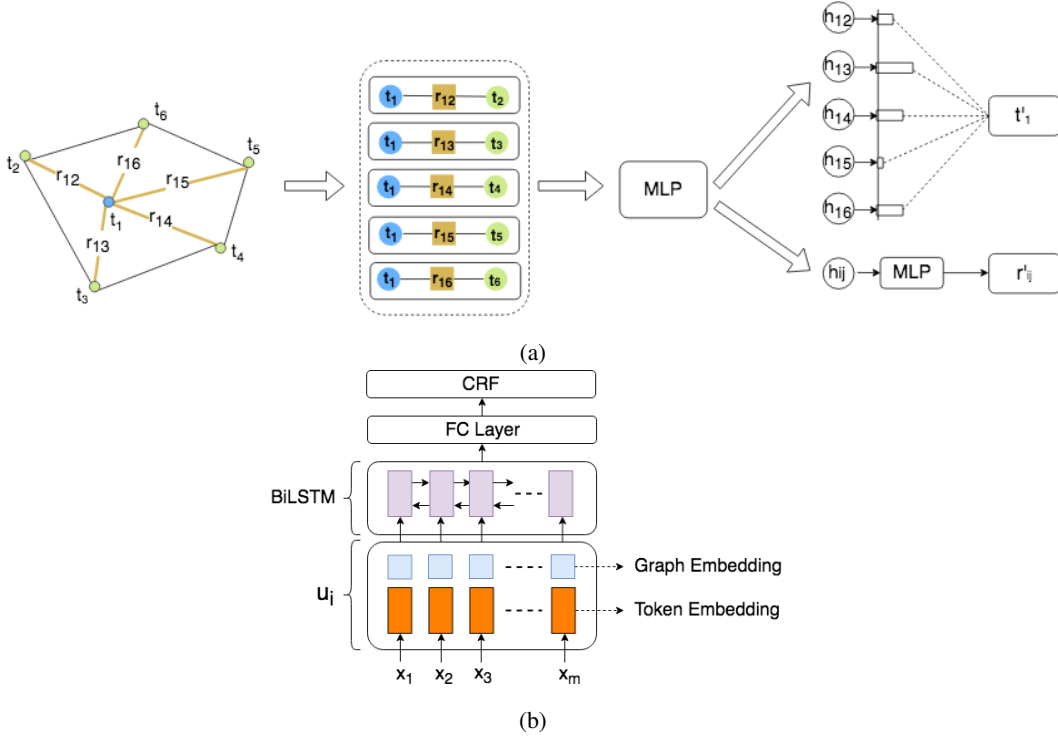 t6
t2
t5
r16
r12
r15
t1
r14
r13
t4
t3
t1 r12 t2
t1 r13 t3
t1 r14 t4
t1 r15 t5
t1 r16 t6
MLP
h12
h13
h14
h15
h16
t'1
hij
MLP
r'ij
(a)
CRF
FC Layer
BiLSTM
ui
Graph Embedding
Token Embedding
x1 x2 x3 xm
(b)